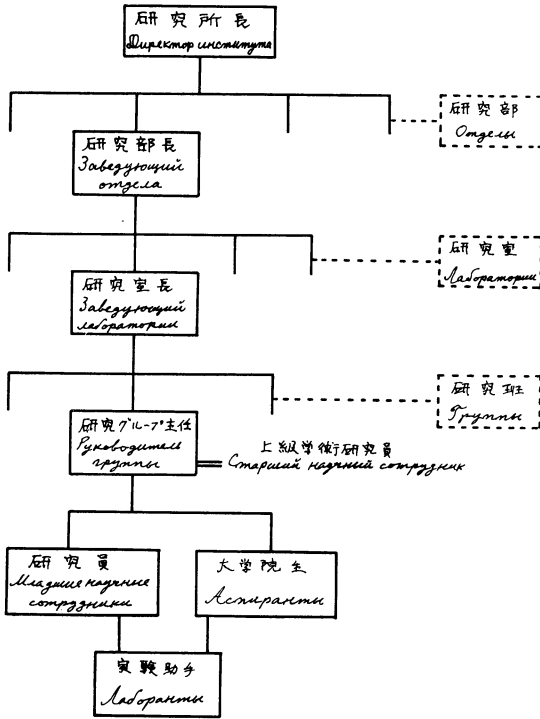 研究所長
Директор института
研究部
Отделы
研究部長
Заведующий
отдела
研究室
Лаборатории
研究室長
Заведующий
лаборатории
研究班
Группы
研究グループ主任
Руководитель
группы
上級学術研究員
Старший научный сотрудник
研究員
Младшие научные
сотрудники
大学院生
Аспиранты
実験助手
Лаборанты